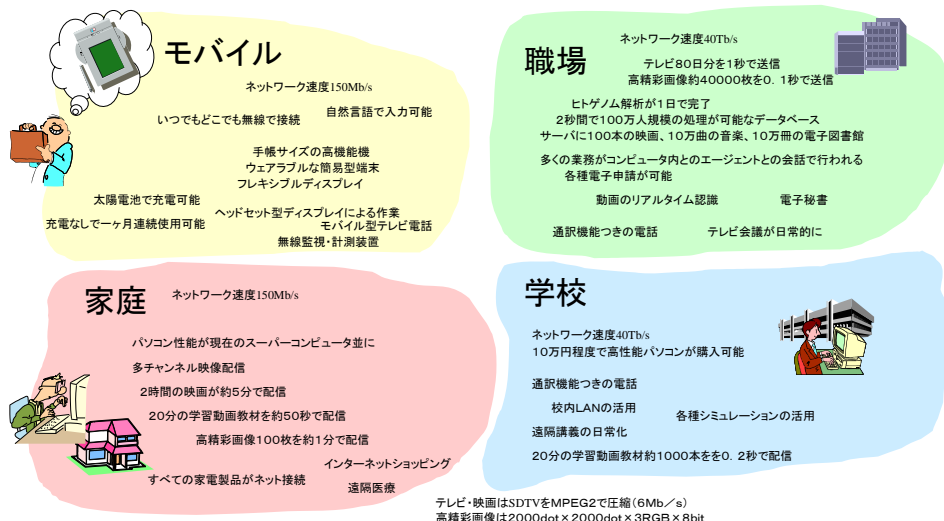 モバイル
ネットワーク速度150Mb/s
自然言語で入力可能
いつでもどこでも無線で接続
手帳サイズの高機能機
ウェアラブルな簡易型端末
フレキシブルディスプレイ
太陽電池で充電可能
ヘッドセット型ディスプレイによる作業
充電なしで一ヶ月連続使用可能
モバイル型テレビ電話
無線監視・計測装置
職場
ネットワーク速度40Tb/s
テレビ80日分を1秒で送信
高精彩画像約40000枚を0.1秒で送信
ヒトゲノム解析が1日で完了
2秒間で100万人規模の処理が可能なデータベース
サーバに100本の映画、10万曲の音楽、10万冊の電子図書館
多くの業務がコンピュータ内とのエージェントとの会話で行われる
各種電子申請が可能
動画のリアルタイム認識
電子秘書
通訳機能つきの電話
テレビ会議が日常的に
家庭
ネットワーク速度150Mb/s
パソコン性能が現在のスーパーコンピュータ並に
多チャンネル映像配信
2時間の映画が約5分で配信
20分の学習動画教材を約50秒で配信
高精彩画像100枚を約1分で配信
インターネットショッピング
すべての家電製品がネット接続
遠隔医療
学校
ネットワーク速度40Tb/s
10万円程度で高性能パソコンが購入可能
通訳機能つきの電話
校内LANの活用
各種シミュレーションの活用
遠隔講義の日常化
20分の学習動画教材約1000本をを0.2秒で配信
テレビ・映画はSDTVをMPEG2で圧縮(6Mb/s)
高精彩画像は2000dot×2000dot×3RGB×8bit